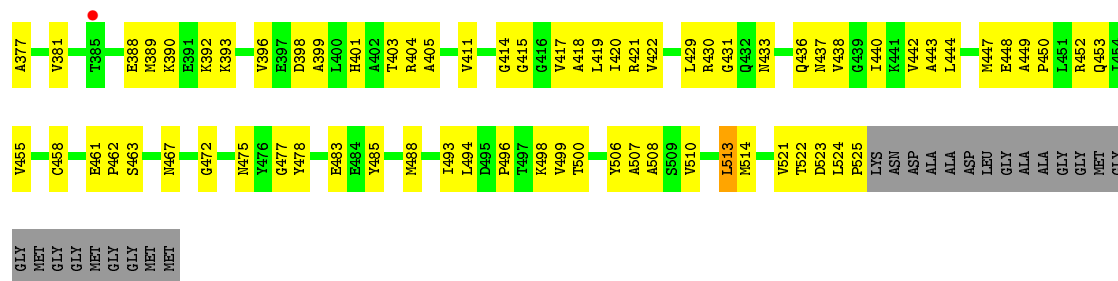 A377 V381 T385 E388 M389 K390 E391 K392 K393 V396 E397 D398 A399 L400 H401 A402 T403 R404 A405 V411 G414 G415 G416 V417 A418 L419 I420 R421 V422 L429 R430 G431 Q432 N433 Q436 N437 V438 G439 I440 K441 V442 A443 L444 M447 E448 A449 P450 L451 R452 Q453 I454
V455 C458 E461 P462 S463 N467 G472 N475 Y476 G477 Y478 E483 E484 Y485 M488 I493 L494 D495 P496 T497 K498 V499 T500 Y506 A507 A508 S509 V510 L513 M514 V521 T522 D523 L524 P525 LYS ASN ASP ALA ALA ASP LEU GLY ALA ALA GLY GLY MET GLY
GLY MET GLY GLY MET GLY GLY MET MET